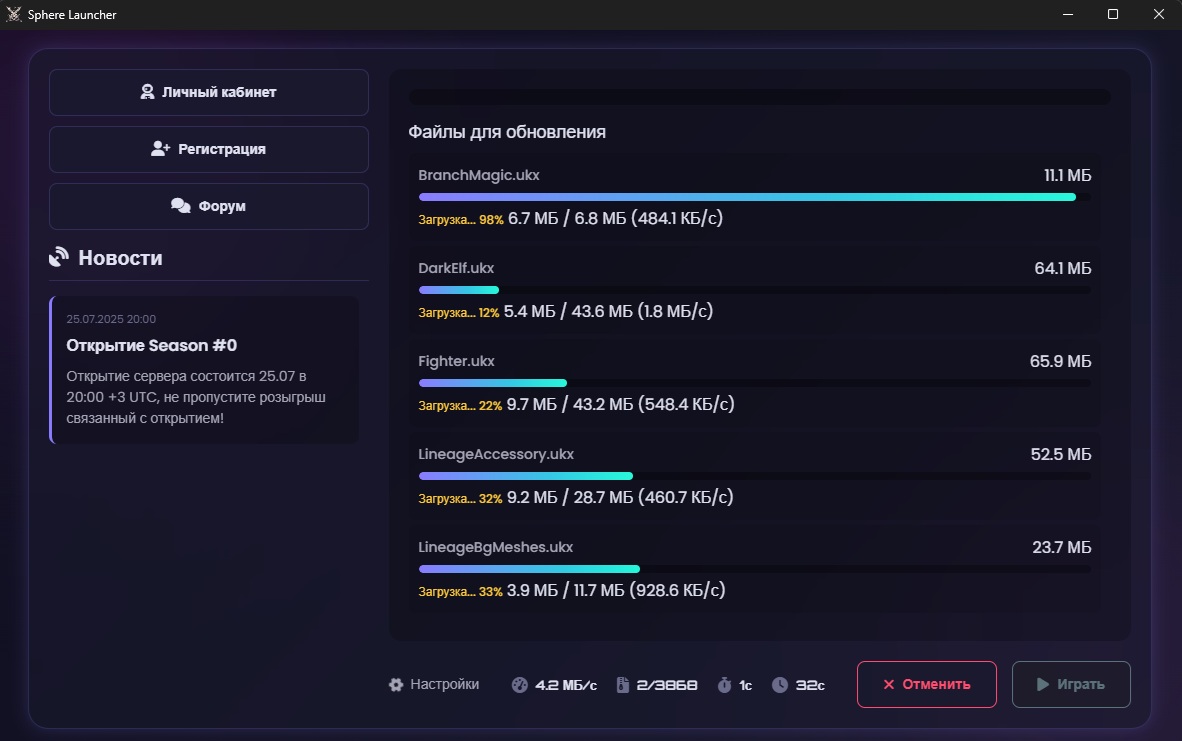 Sphere Launcher
Личный кабинет
Регистрация
Форум
Новости
25.07.2025 20:00
Открытие Season #0
Открытие сервера состоится 25.07 в
20:00 +3 UTC, не пропустите розыгрыш
связанный с открытием!
Файлы для обновления
BranchMagic.ukx 11.1 МБ
Загрузка... 98% 6.7 МБ / 6.8 МБ (484.1 КБ/с)
DarkElf.ukx 64.1 МБ
Загрузка... 12% 5.4 МБ / 43.6 МБ (1.8 МБ/с)
Fighter.ukx 65.9 МБ
Загрузка... 22% 9.7 МБ / 43.2 МБ (548.4 КБ/с)
LineageAccessory.ukx 52.5 МБ
Загрузка... 32% 9.2 МБ / 28.7 МБ (460.7 КБ/с)
LineageBgMeshes.ukx 23.7 МБ
Загрузка... 33% 3.9 МБ / 11.7 МБ (928.6 КБ/с)
Настройки 4.2 МБ/с 2/3868 1с 32с Отменить Играть